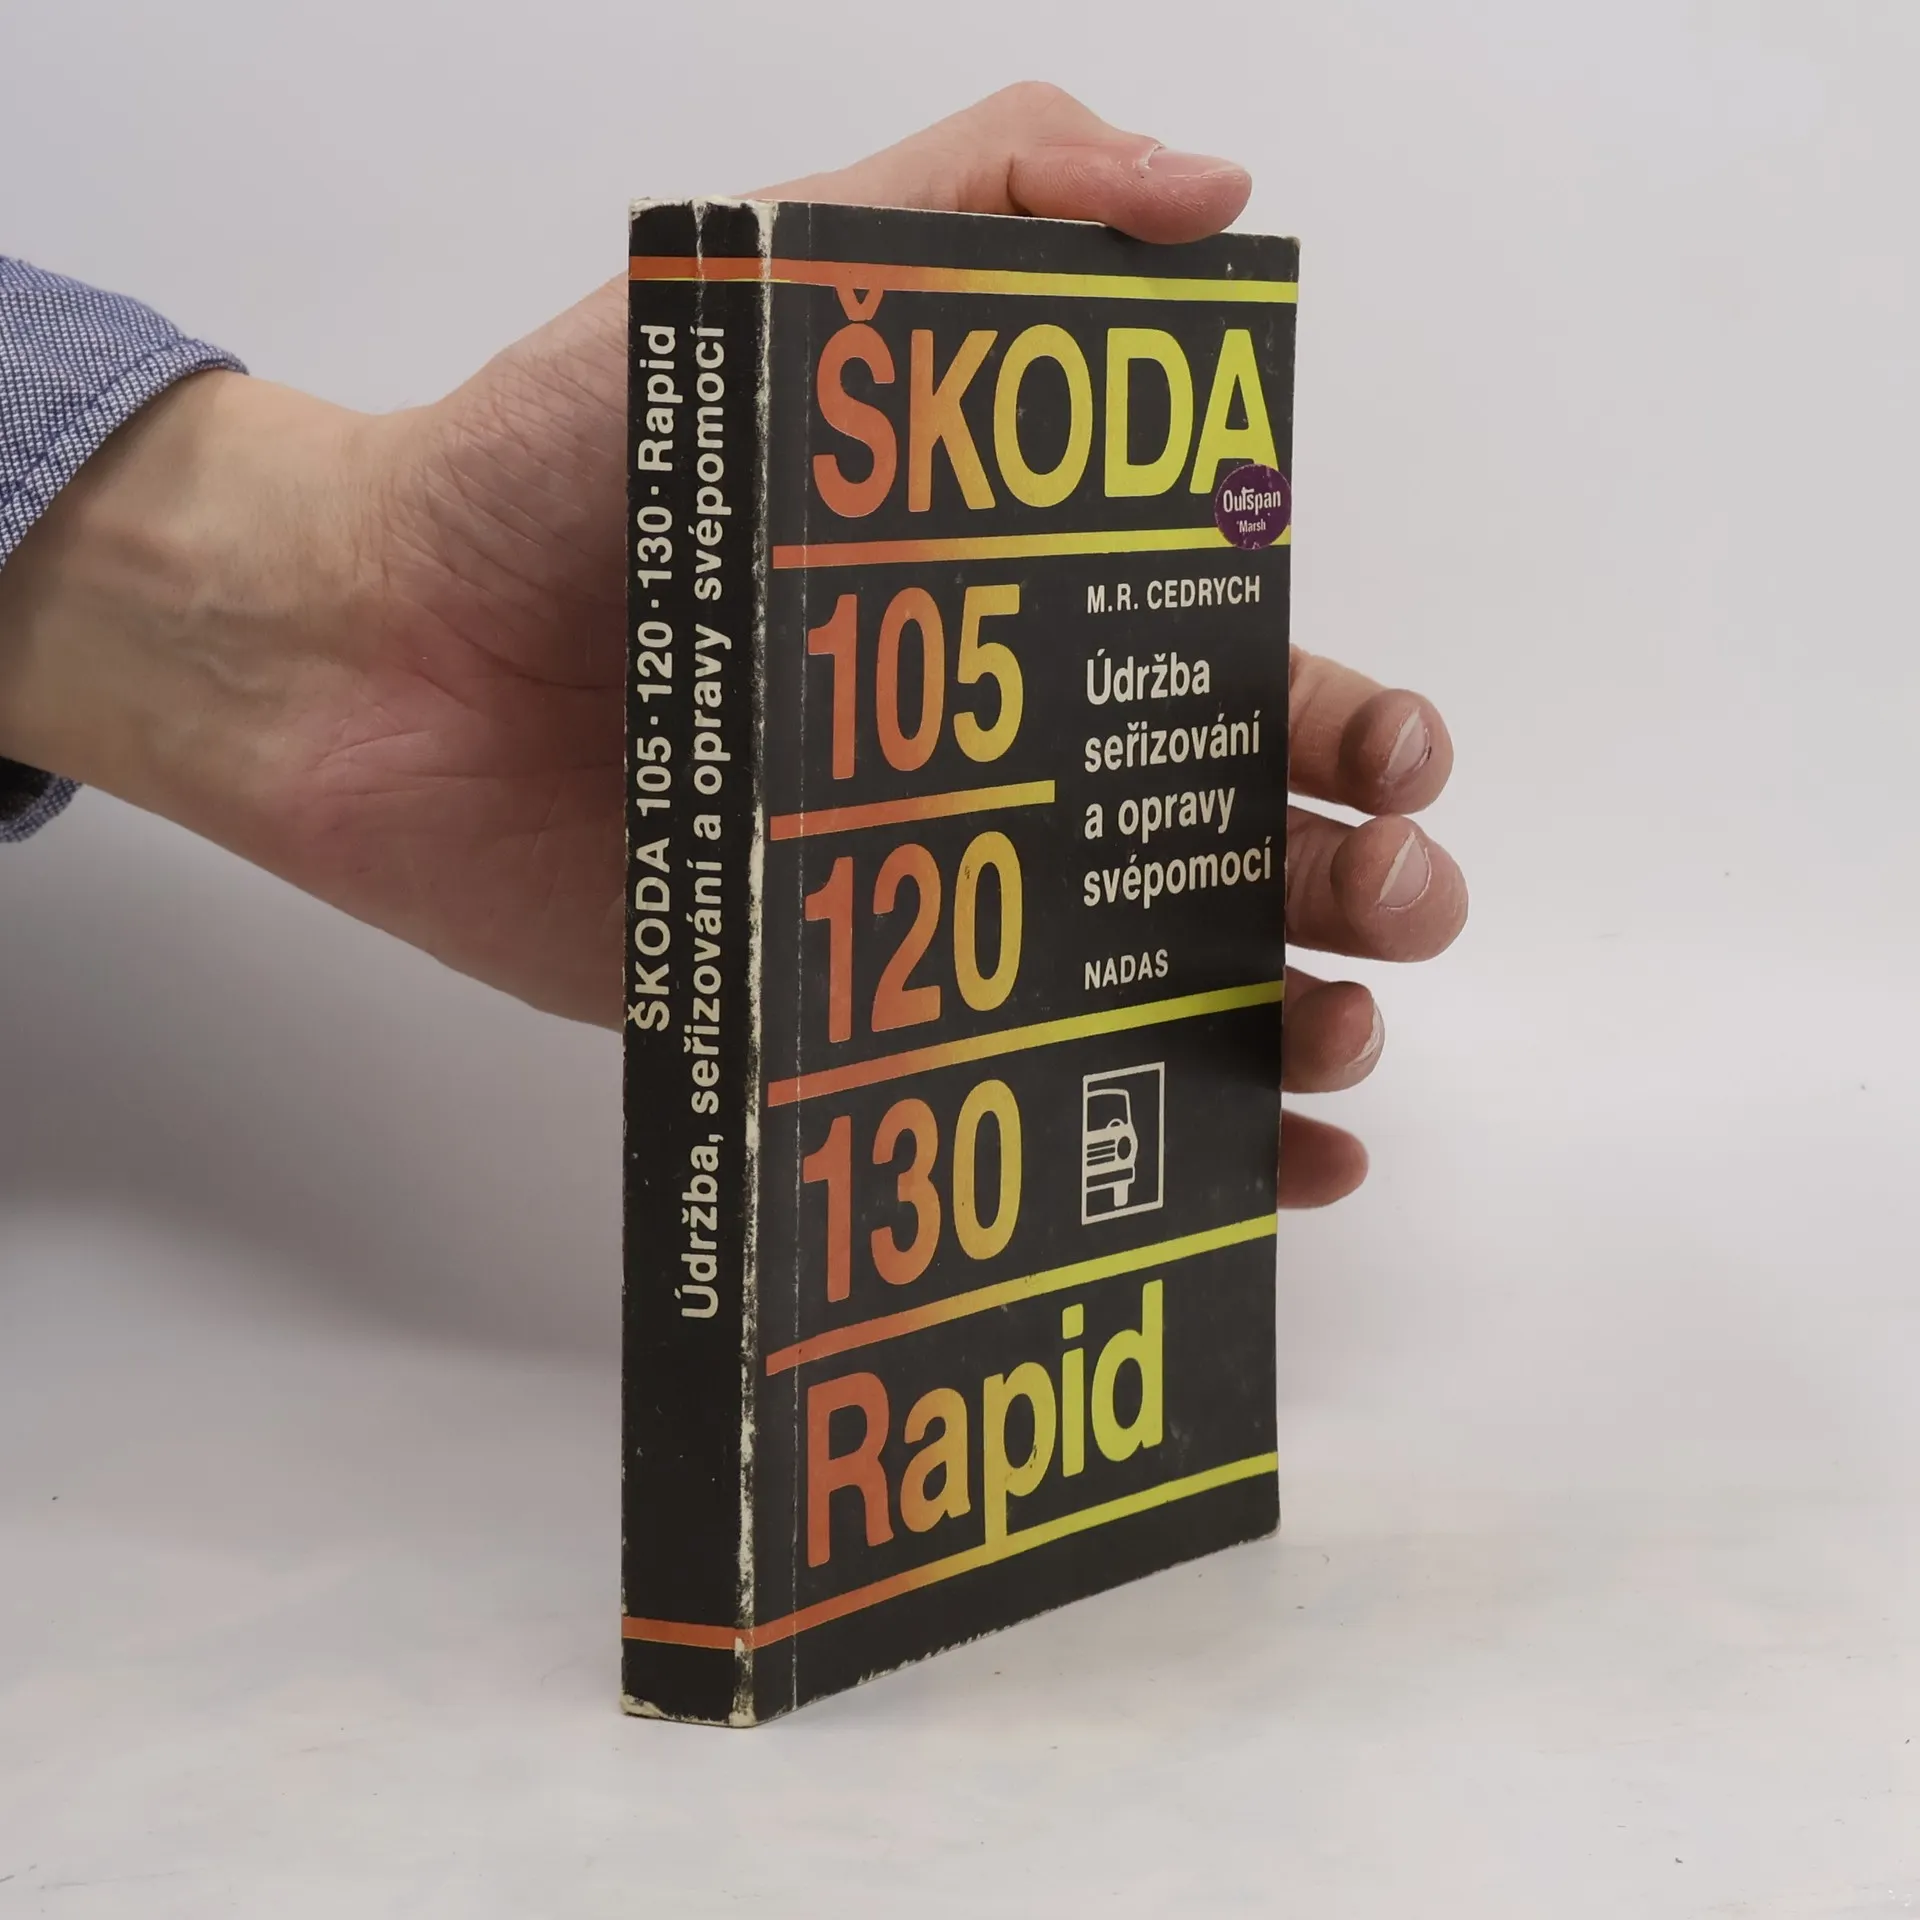 ŠKODA 105·120·130·Rapid
Údržba, seřizování a opravy svépomocí
ŠKODA
Outspan
Marsh
105
120
130
Rapid
M.R. CEDRYCH
Údržba
seřizování
a opravy
svépomocí
NADAS